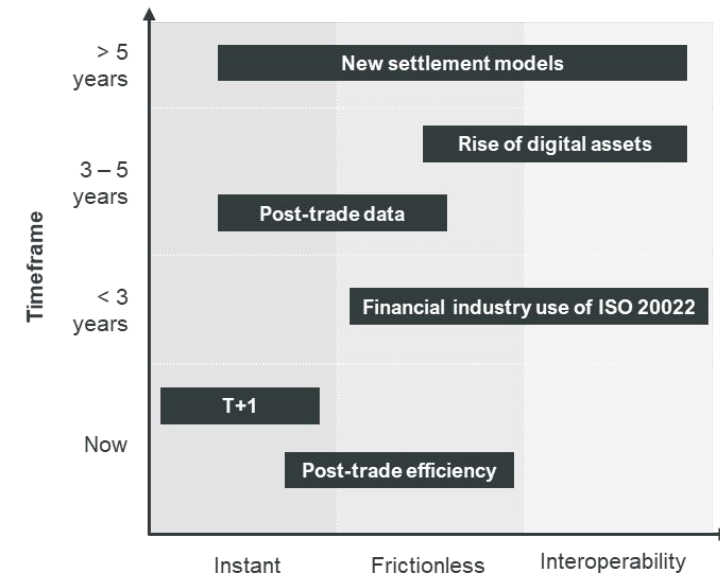 > 5
years
New settlement models
Rise of digital assets
3 – 5
years
Post-trade data
Timeframe
< 3
years
Financial industry use of ISO 20022
T+1
Now
Post-trade efficiency
Instant
Frictionless
Interoperability